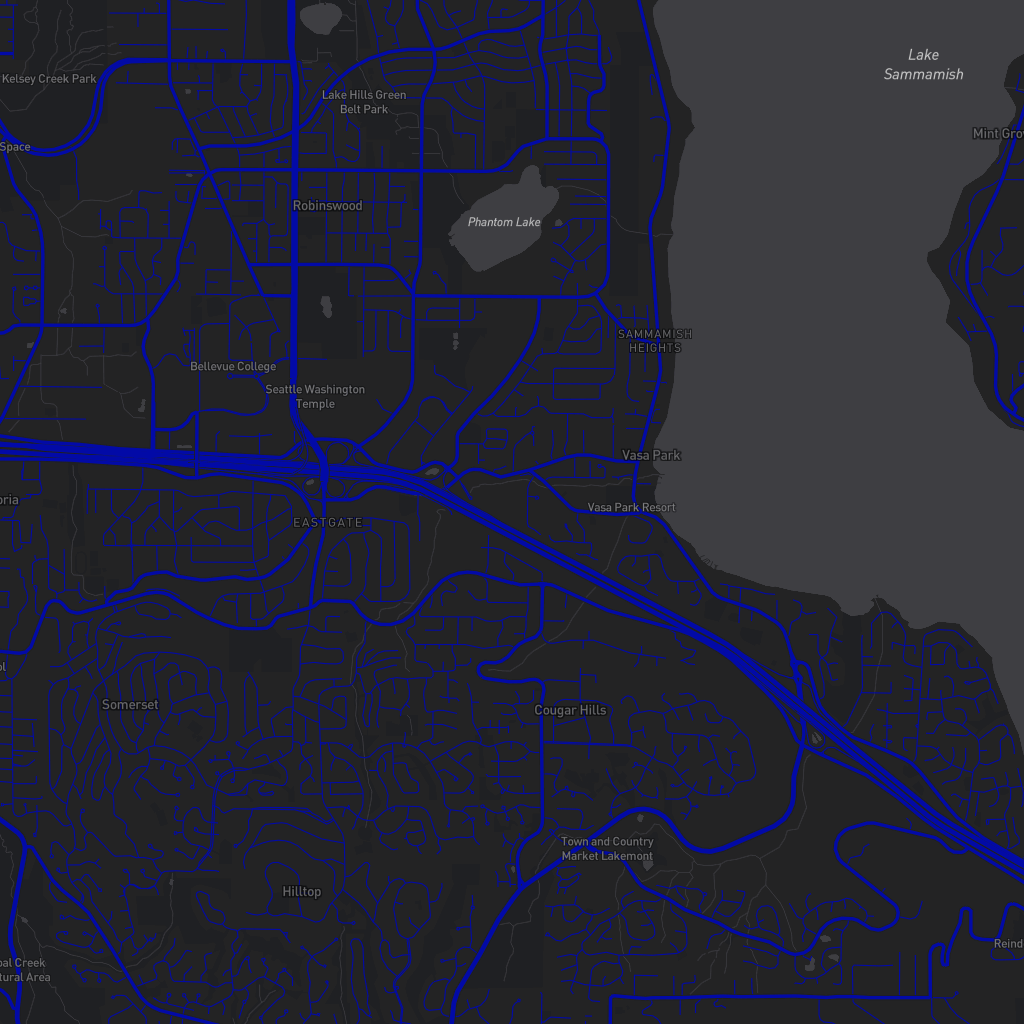 Lake
Sammamish
Kelsey Creek Park
Lake Hills Green
Belt Park
Mint Gro
Space
Robinswood
Phantom Lake
SAMMAMISH
HEIGHTS
Bellevue College
Seattle Washington
Temple
Vasa Park
oria
Vasa Park Resort
EASTGATE
ol
Somerset
Cougar Hills
Town and Country
Market Lakemont
Hilltop
Reind
oal Creek
tural Area